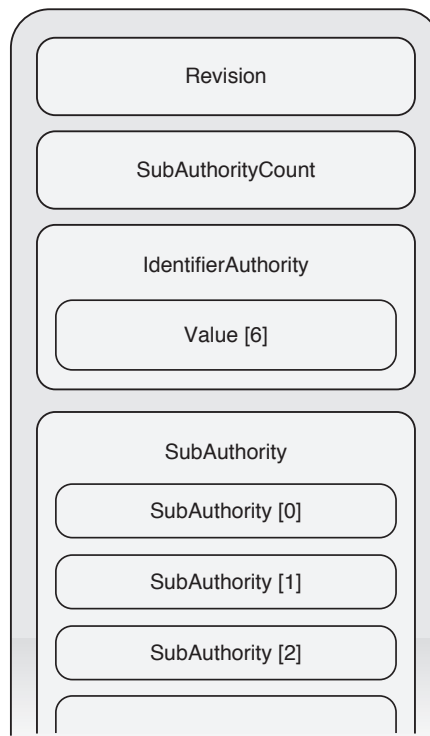 Revision
SubAuthorityCount
IdentifierAuthority
Value [6]
SubAuthority
SubAuthority [0]
SubAuthority [1]
SubAuthority [2]